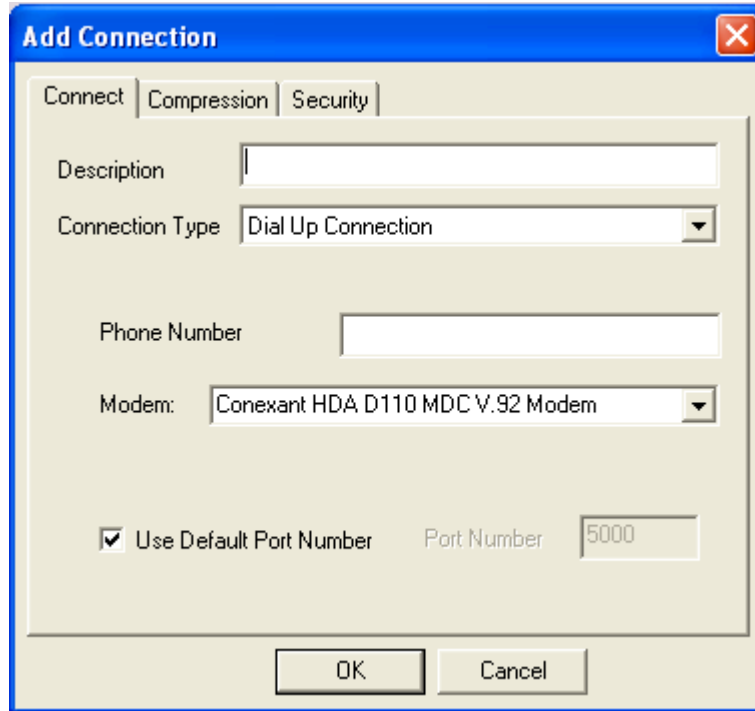 Add Connection
Connect Compression Security
Description
Connection Type Dial Up Connection
Phone Number
Modem: Conexant HDA D110 MDC V.92 Modem
Use Default Port Number Port Number 5000
OK Cancel